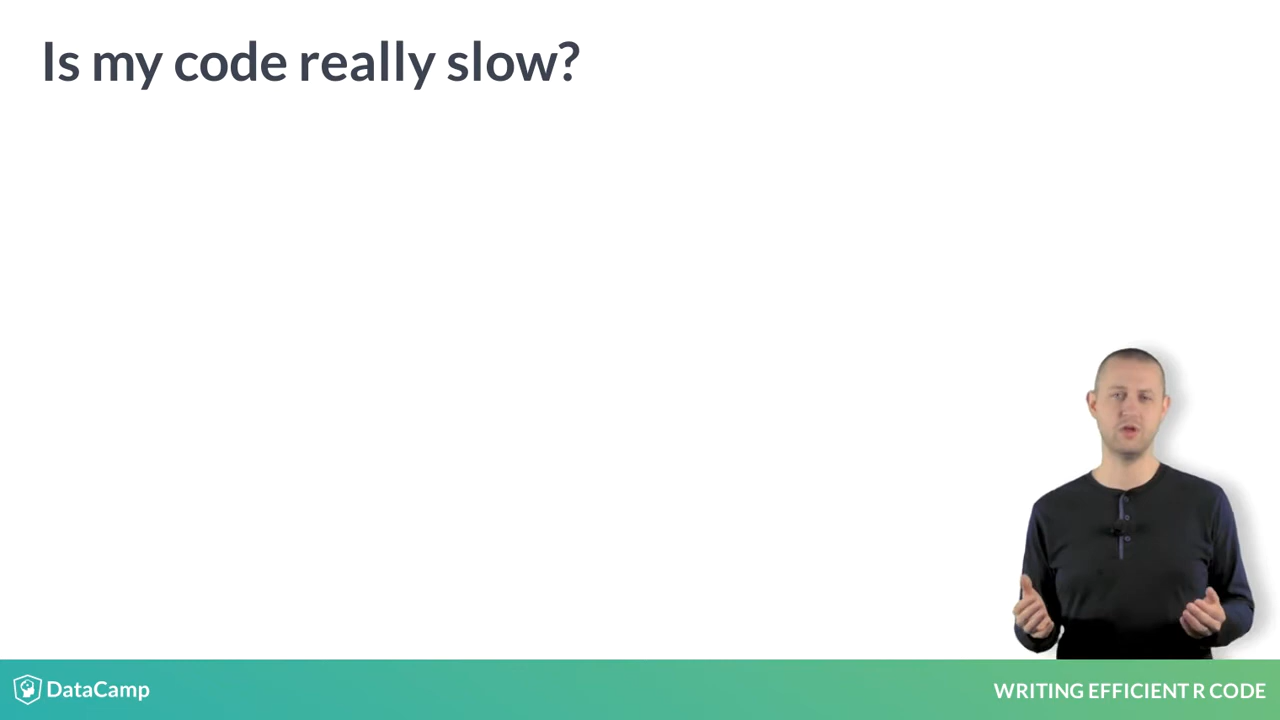 Is my code really slow?
DataCamp
WRITING EFFICIENT R CODE